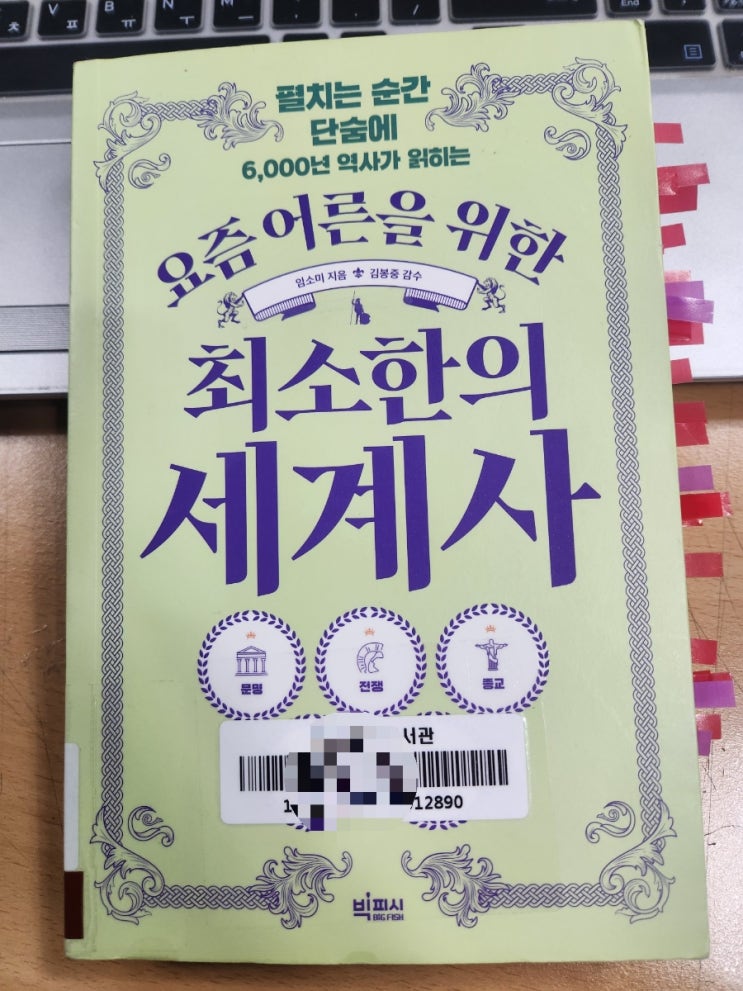 ㅊ V ㅍ B ㅠ N ㅜ M ㅡ
End
펼치는 순간
단숨에
6,000년 역사가 읽히는
요즘 어른을 위한
임소미 지음 김봉중 감수
최소한의
세계사
문명 전쟁 종교
서관
12890
빅피시
BIG FISH